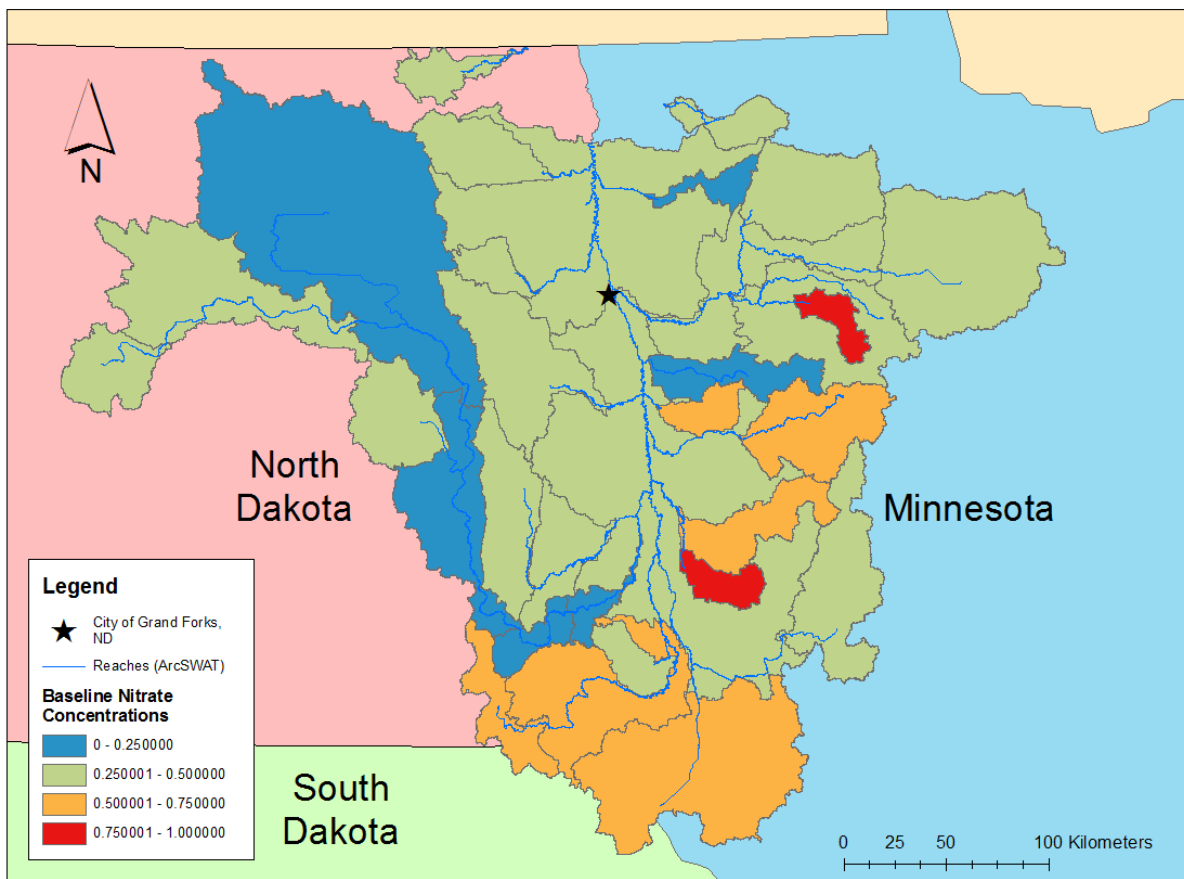 N
North
Dakota
Minnesota
South
Dakota
Legend
City of Grand Forks,
ND
Reaches (ArcSWAT)
Baseline Nitrate
Concentrations
0 - 0.250000
0.250001 - 0.500000
0.500001 - 0.750000
0.750001 - 1.000000
0 25 50 100 Kilometers